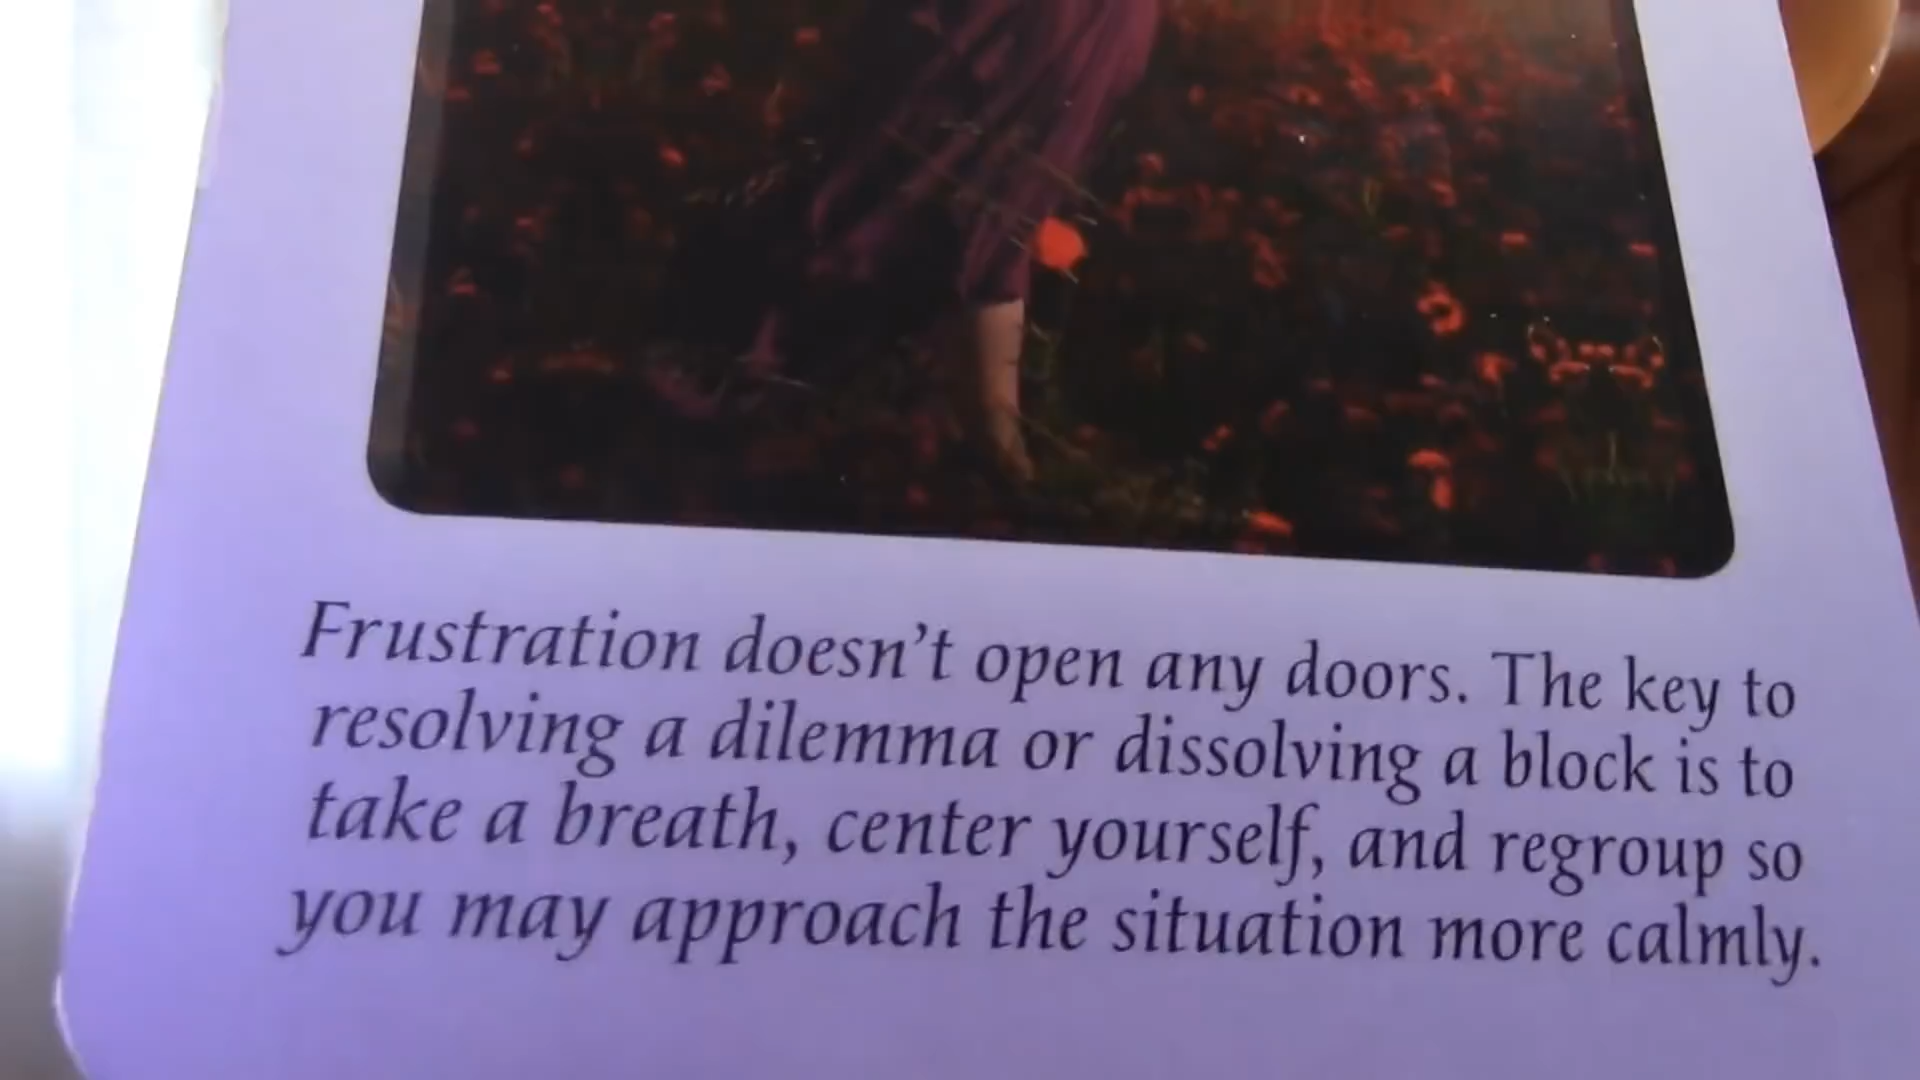 Frustration doesn't open any doors. The key to
resolving a dilemma or dissolving a block is to
take a breath, center yourself, and regroup so
you may approach the situation more calmly.